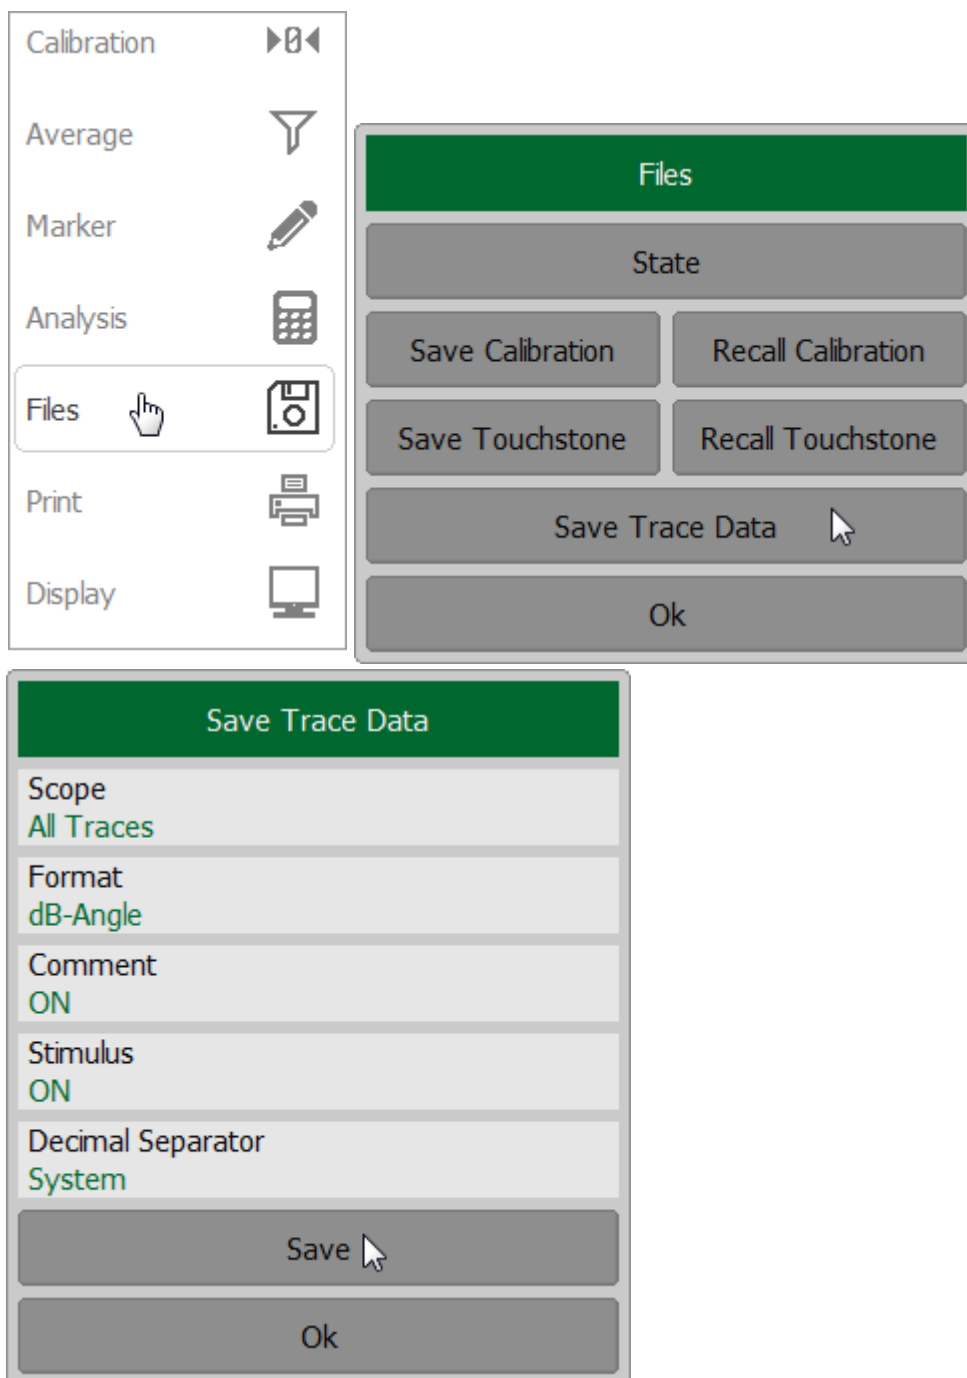 Calibration
Average
Marker
Analysis
Files
Print
Display
Files
State
Save Calibration
Recall Calibration
Save Touchstone
Recall Touchstone
Save Trace Data
Ok
Save Trace Data
Scope
All Traces
Format
dB-Angle
Comment
ON
Stimulus
ON
Decimal Separator
System
Save
Ok